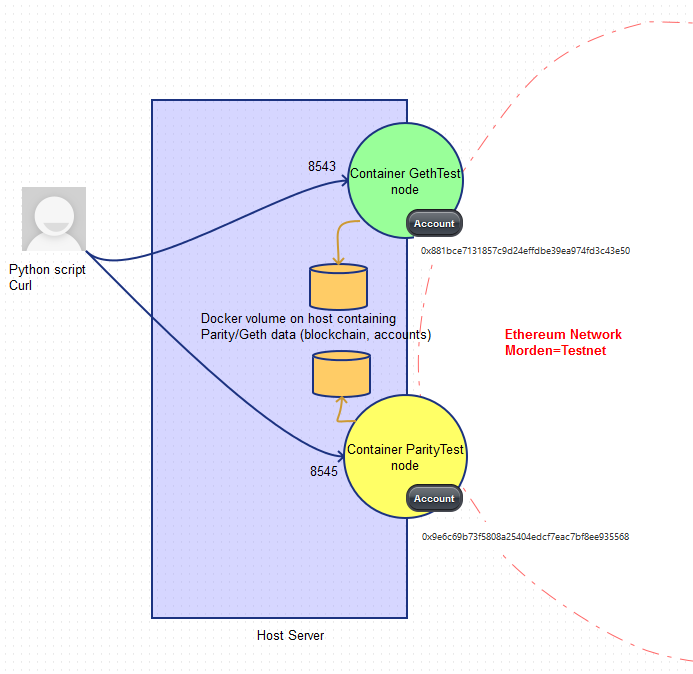 8543
Container GethTest
node
Account
0x881bce7131857c9d24effdbe39ea974fd3c43e50
Python script
Curl
Docker volume on host containing
Parity/Geth data (blockchain, accounts)
Ethereum Network
Morden=Testnet
Container ParityTest
node
8545
Account
0x9e6c69b73f5808a25404edcf7eac7bf8ee935568
Host Server